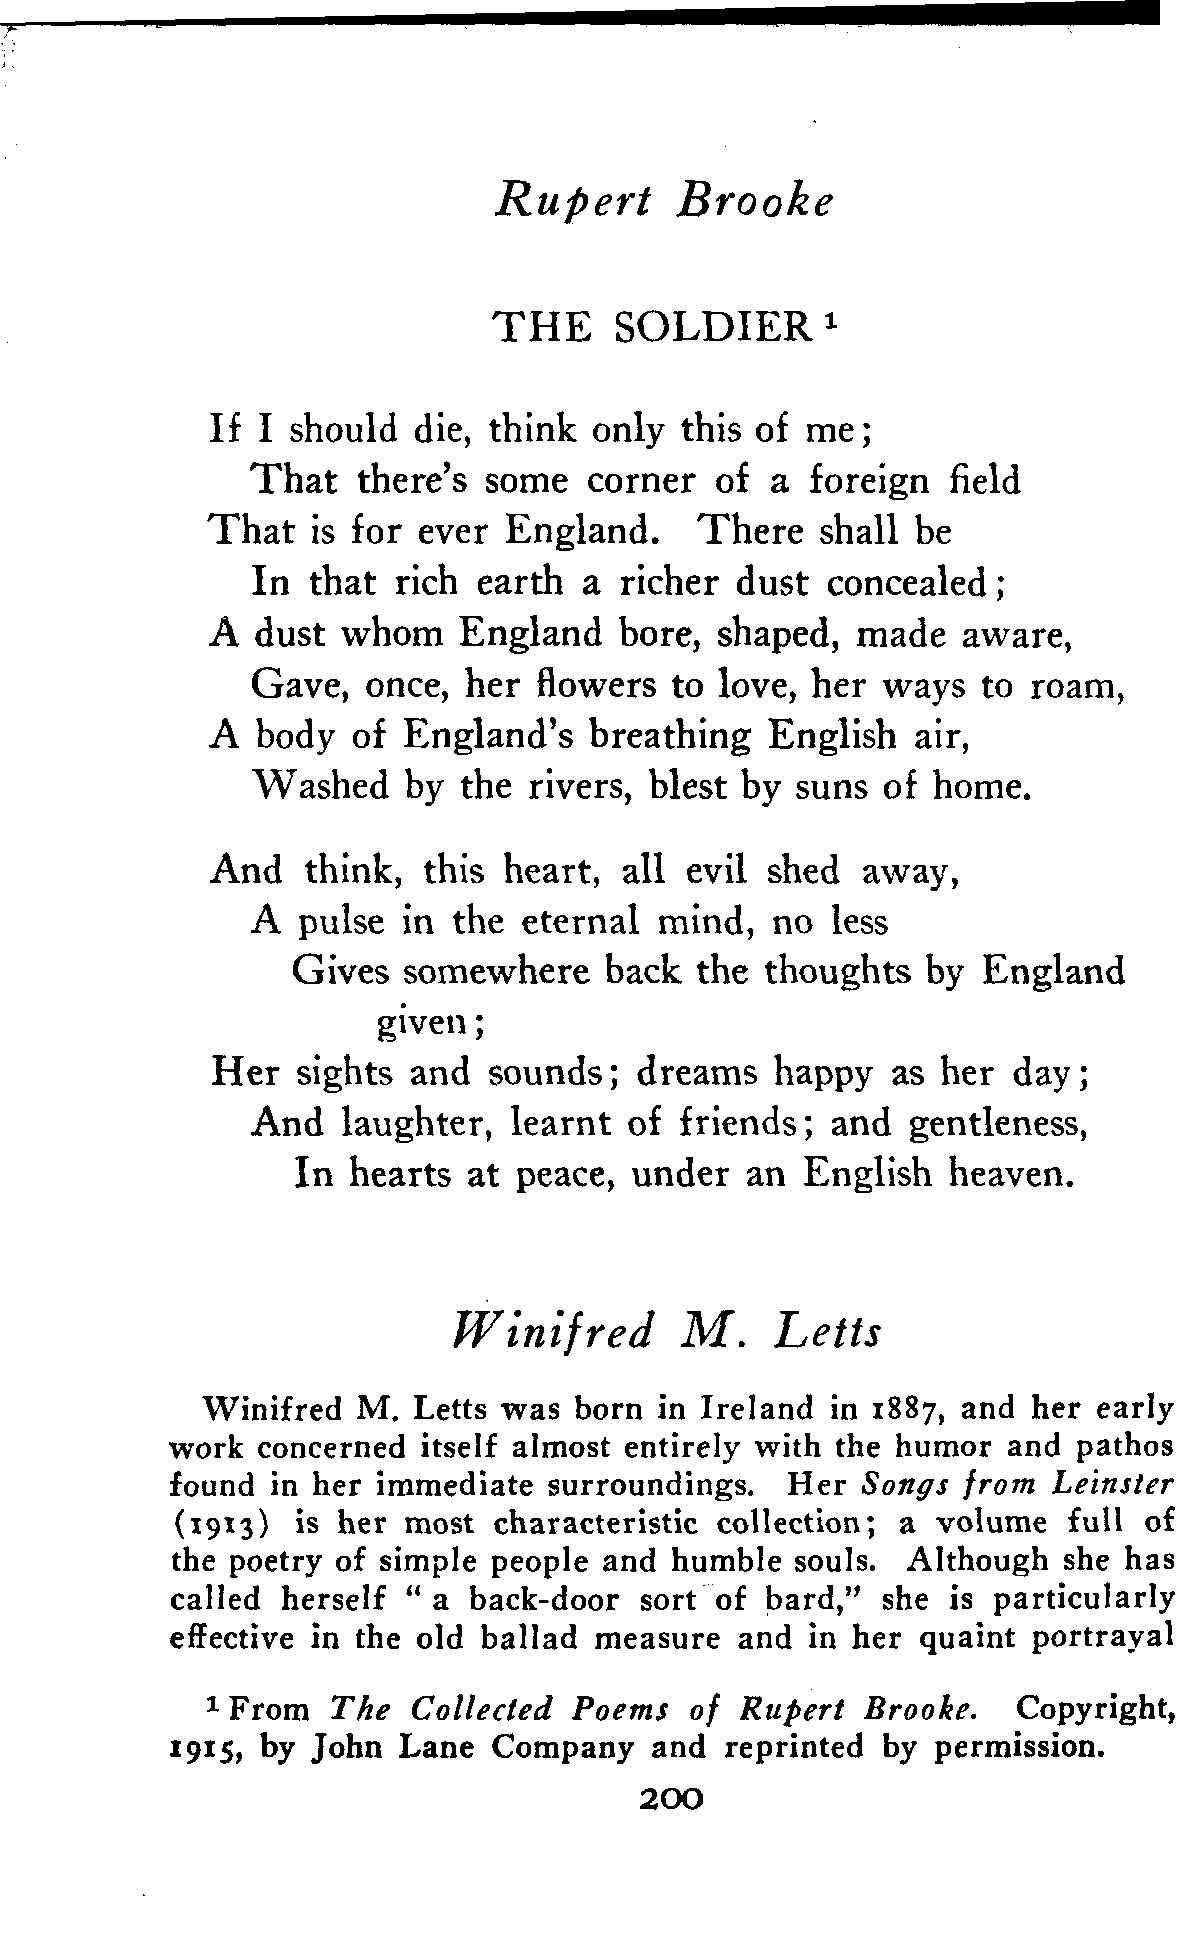 Rupert Brooke
THE SOLDIER ¹
If I should die, think only this of me;
That there's some corner of a foreign field
That is for ever England. There shall be
In that rich earth a richer dust concealed;
A dust whom England bore, shaped, made aware,
Gave, once, her flowers to love, her ways to roam,
A body of England's breathing English air,
Washed by the rivers, blest by suns of home.
And think, this heart, all evil shed away,
A pulse in the eternal mind, no less
Gives somewhere back the thoughts by England
given;
Her sights and sounds; dreams happy as her day;
And laughter, learnt of friends; and gentleness,
In hearts at peace, under an English heaven.
Winifred M. Letts
Winifred M. Letts was born in Ireland in 1887, and her early
work concerned itself almost entirely with the humor and pathos
found in her immediate surroundings. Her Songs from Leinster
(1913) is her most characteristic collection; a volume full of
the poetry of simple people and humble souls. Although she has
called herself " a back-door sort of bard," she is particularly
effective in the old ballad measure and in her quaint portrayal
¹ From The Collected Poems of Rupert Brooke. Copyright,
1915, by John Lane Company and reprinted by permission.
200